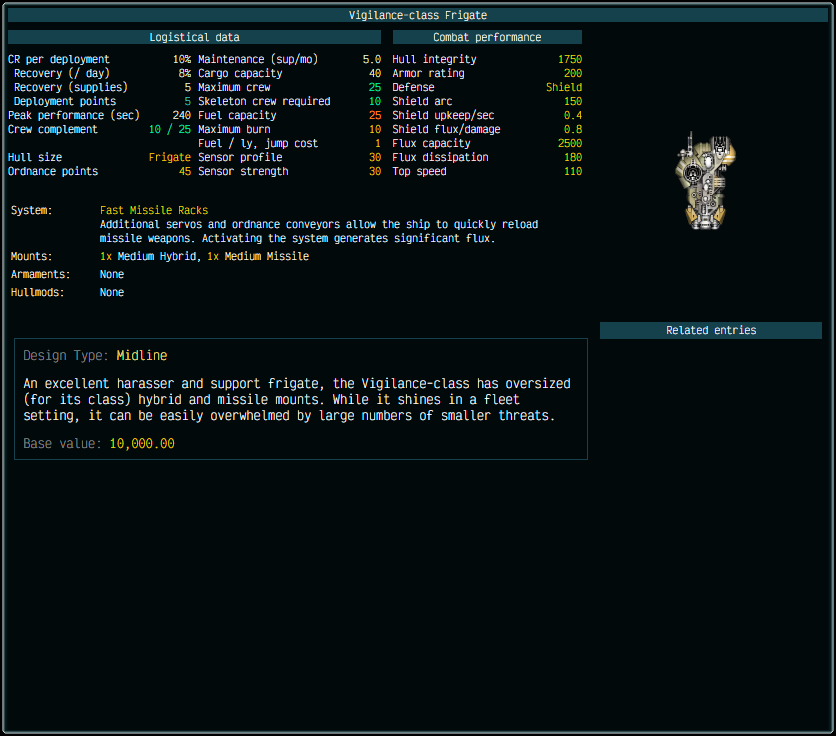 Vigilance-class Frigate
Logistical data
Combat performance
CR per deployment 10% Maintenance (sup/mo) 5.0 Hull integrity 1750
Recovery (/ day) 8% Cargo capacity 40 Armor rating 200
Recovery (supplies) 5 Maximum crew 25 Defense Shield
Deployment points 5 Skeleton crew required 10 Shield arc 150
Peak performance (sec) 240 Fuel capacity 25 Shield upkeep/sec 0.4
Crew complement 10 / 25 Maximum burn 10 Shield flux/damage 0.8
Fuel / ly, jump cost 1 Flux capacity 2500
Hull size Frigate Sensor profile 30 Flux dissipation 180
Ordnance points 45 Sensor strength 30 Top speed 110
System: Fast Missile Racks
Additional servos and ordnance conveyors allow the ship to quickly reload
missile weapons. Activating the system generates significant flux.
Mounts: 1x Medium Hybrid, 1x Medium Missile
Armaments: None
Hullmods: None
Related entries
Design Type: Midline
An excellent harasser and support frigate, the Vigilance-class has oversized
(for its class) hybrid and missile mounts. While it shines in a fleet
setting, it can be easily overwhelmed by large numbers of smaller threats.
Base value: 10,000.00